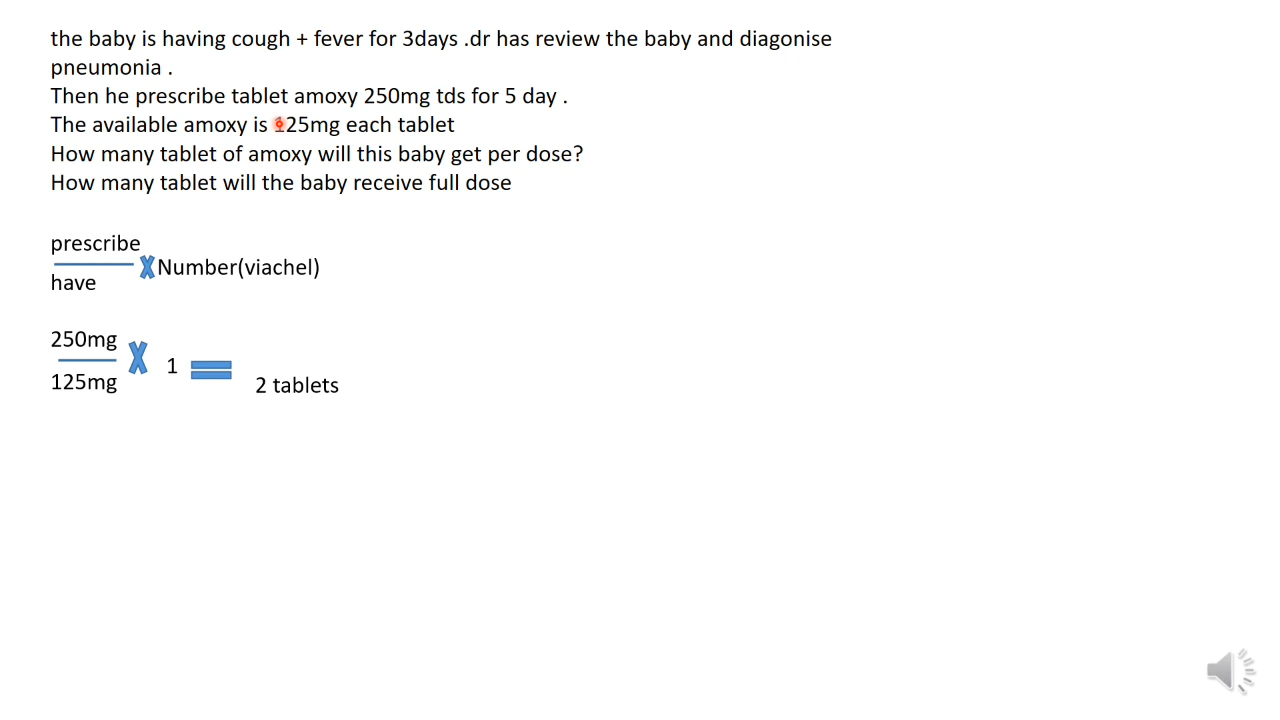 the baby is having cough + fever for 3days .dr has review the baby and diagonise
pneumonia .
Then he prescribe tablet amoxy 250mg tds for 5 day .
The available amoxy is 125mg each tablet
How many tablet of amoxy will this baby get per dose?
How many tablet will the baby receive full dose
prescribe
have
Number(viachel)
250mg
125mg
1
2 tablets